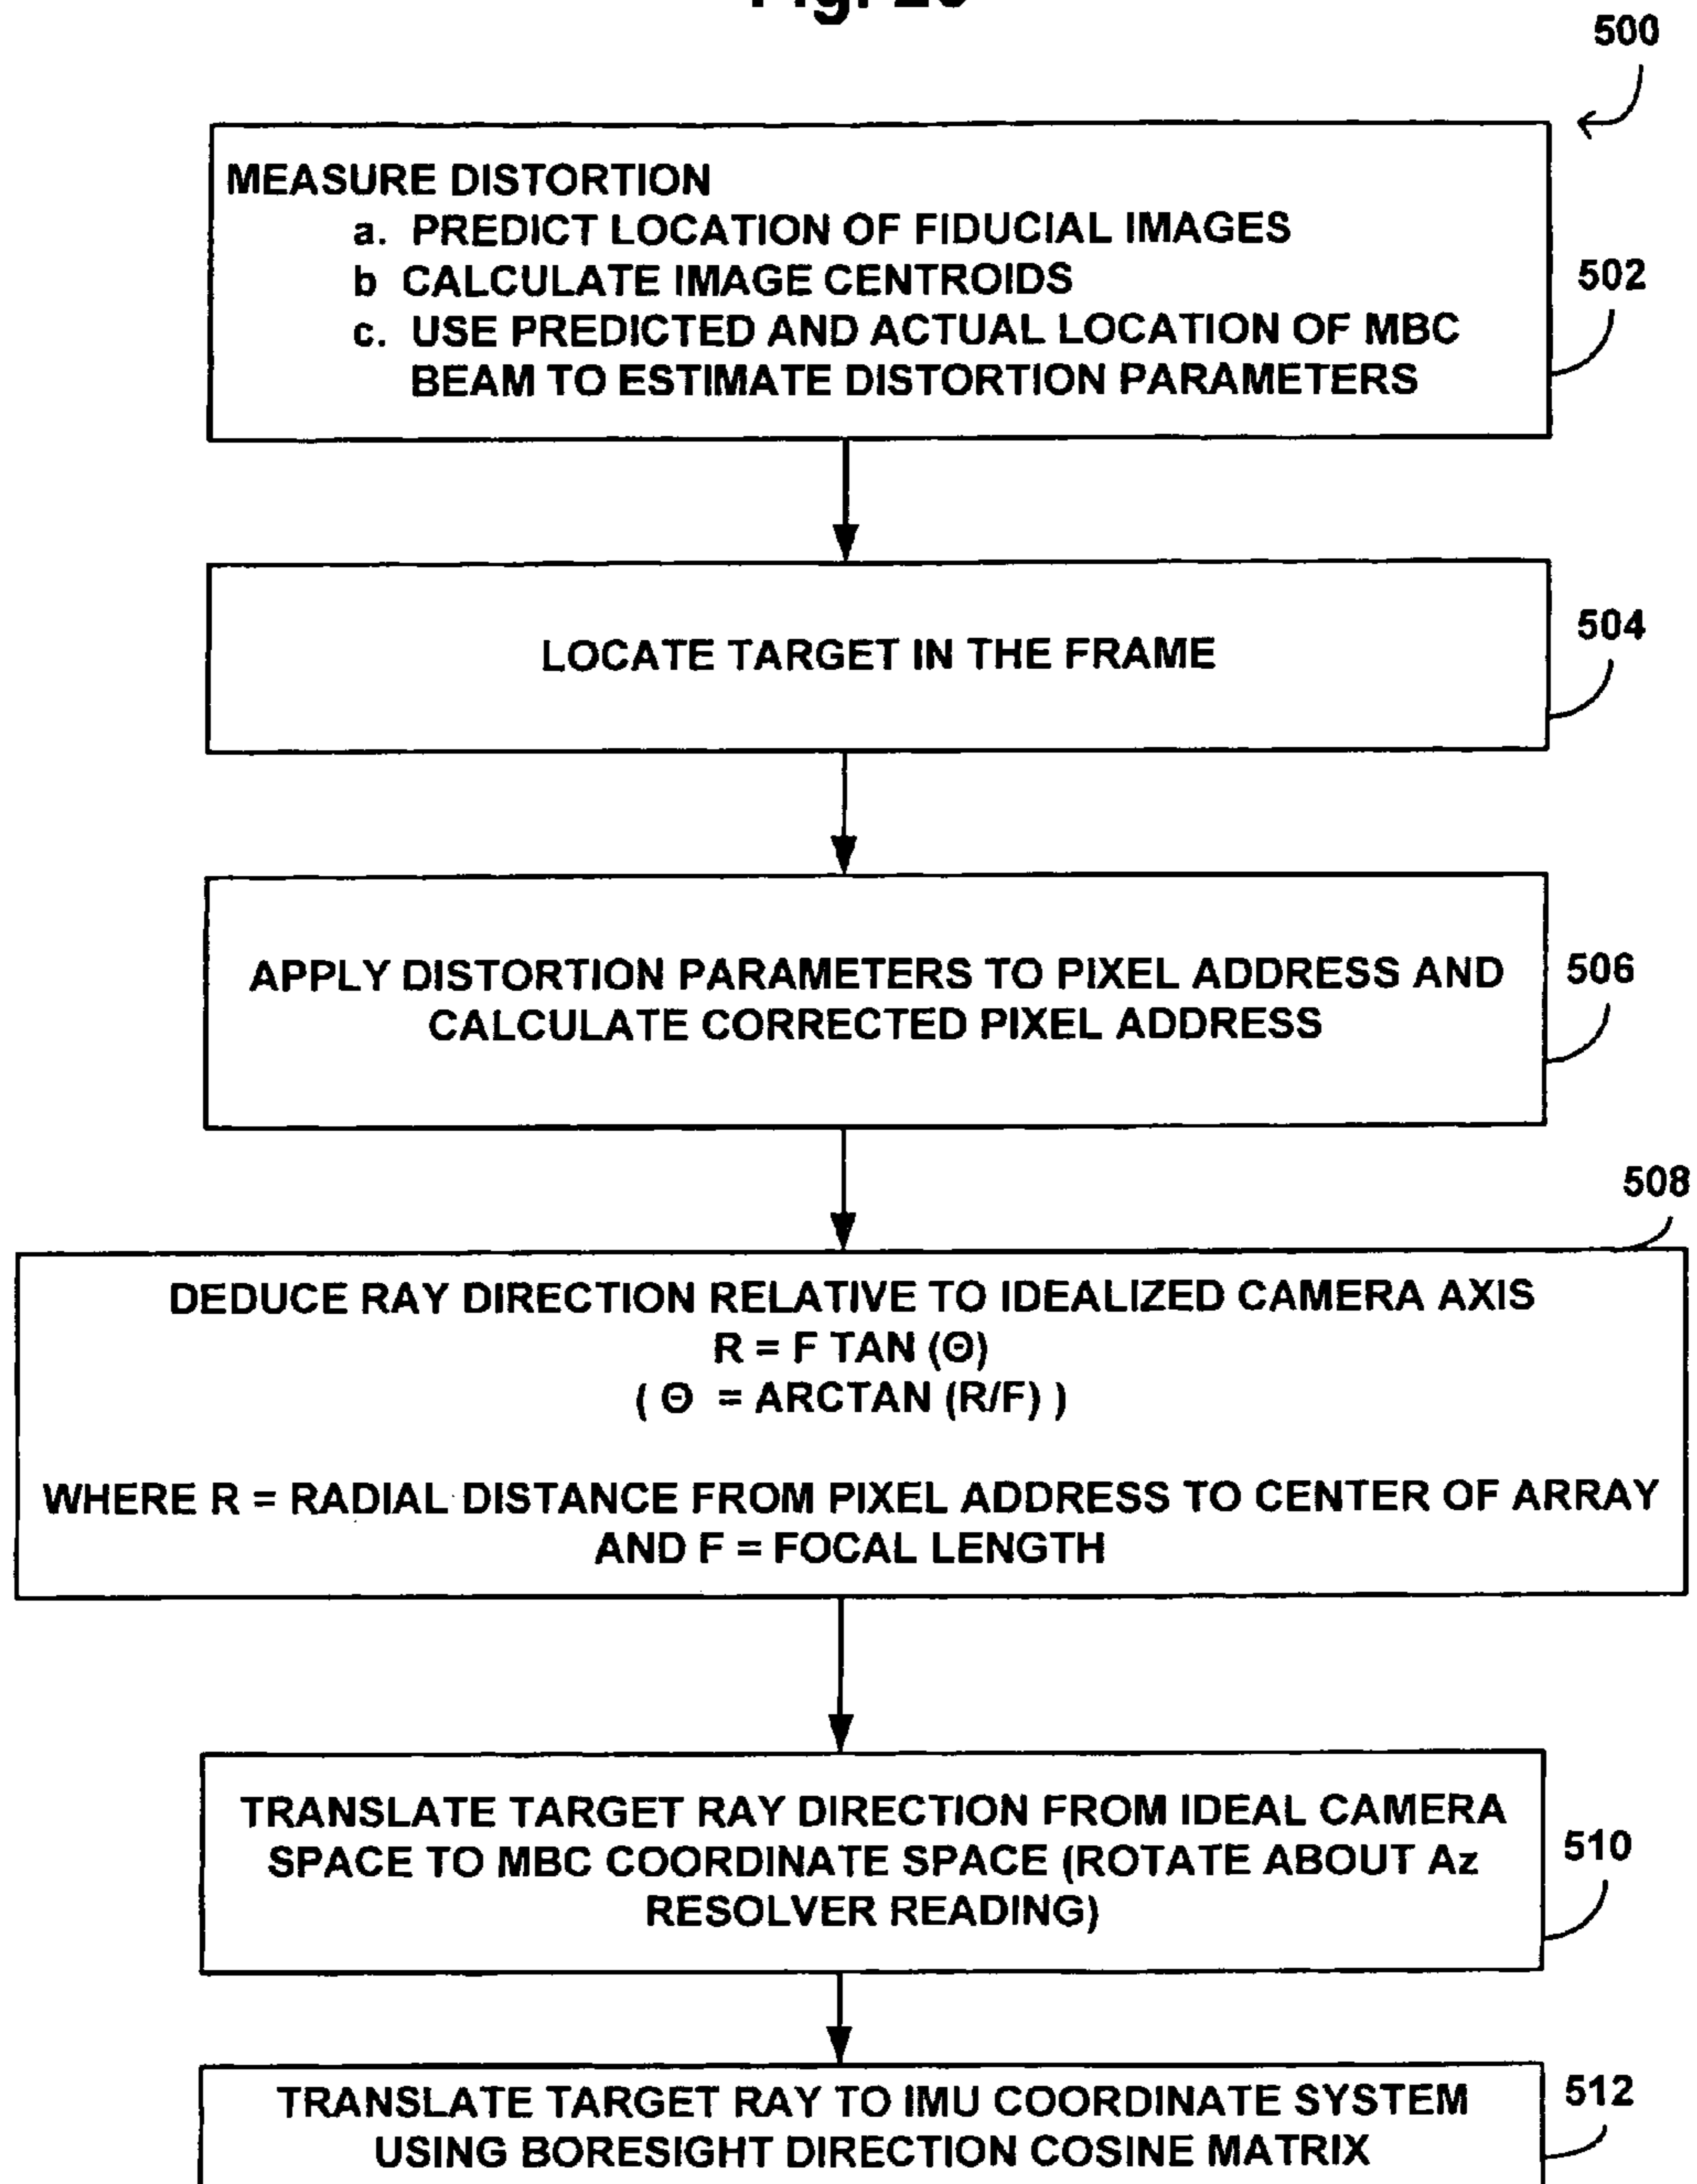 500
MEASURE DISTORTION
a. PREDICT LOCATION OF FIDUCIAL IMAGES
b CALCULATE IMAGE CENTROIDS
c. USE PREDICTED AND ACTUAL LOCATION OF MBC
BEAM TO ESTIMATE DISTORTION PARAMETERS
502
LOCATE TARGET IN THE FRAME
504
APPLY DISTORTION PARAMETERS TO PIXEL ADDRESS AND
CALCULATE CORRECTED PIXEL ADDRESS
506
508
DEDUCE RAY DIRECTION RELATIVE TO IDEALIZED CAMERA AXIS
R = F TAN (Θ)
( Θ = ARCTAN (R/F) )
WHERE R = RADIAL DISTANCE FROM PIXEL ADDRESS TO CENTER OF ARRAY
AND F = FOCAL LENGTH
TRANSLATE TARGET RAY DIRECTION FROM IDEAL CAMERA
SPACE TO MBC COORDINATE SPACE (ROTATE ABOUT Az
RESOLVER READING)
510
TRANSLATE TARGET RAY TO IMU COORDINATE SYSTEM
USING BORESIGHT DIRECTION COSINE MATRIX
512